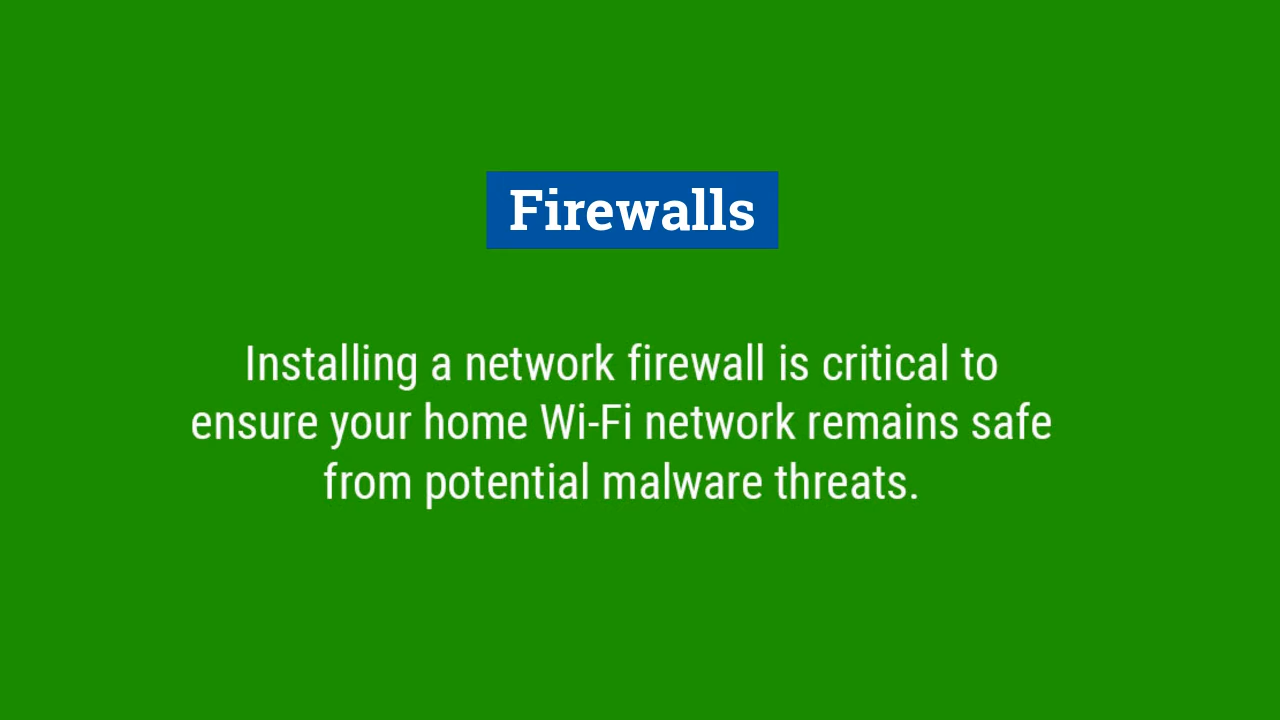 Firewalls
Installing a network firewall is critical to
ensure your home Wi-Fi network remains safe
from potential malware threats.